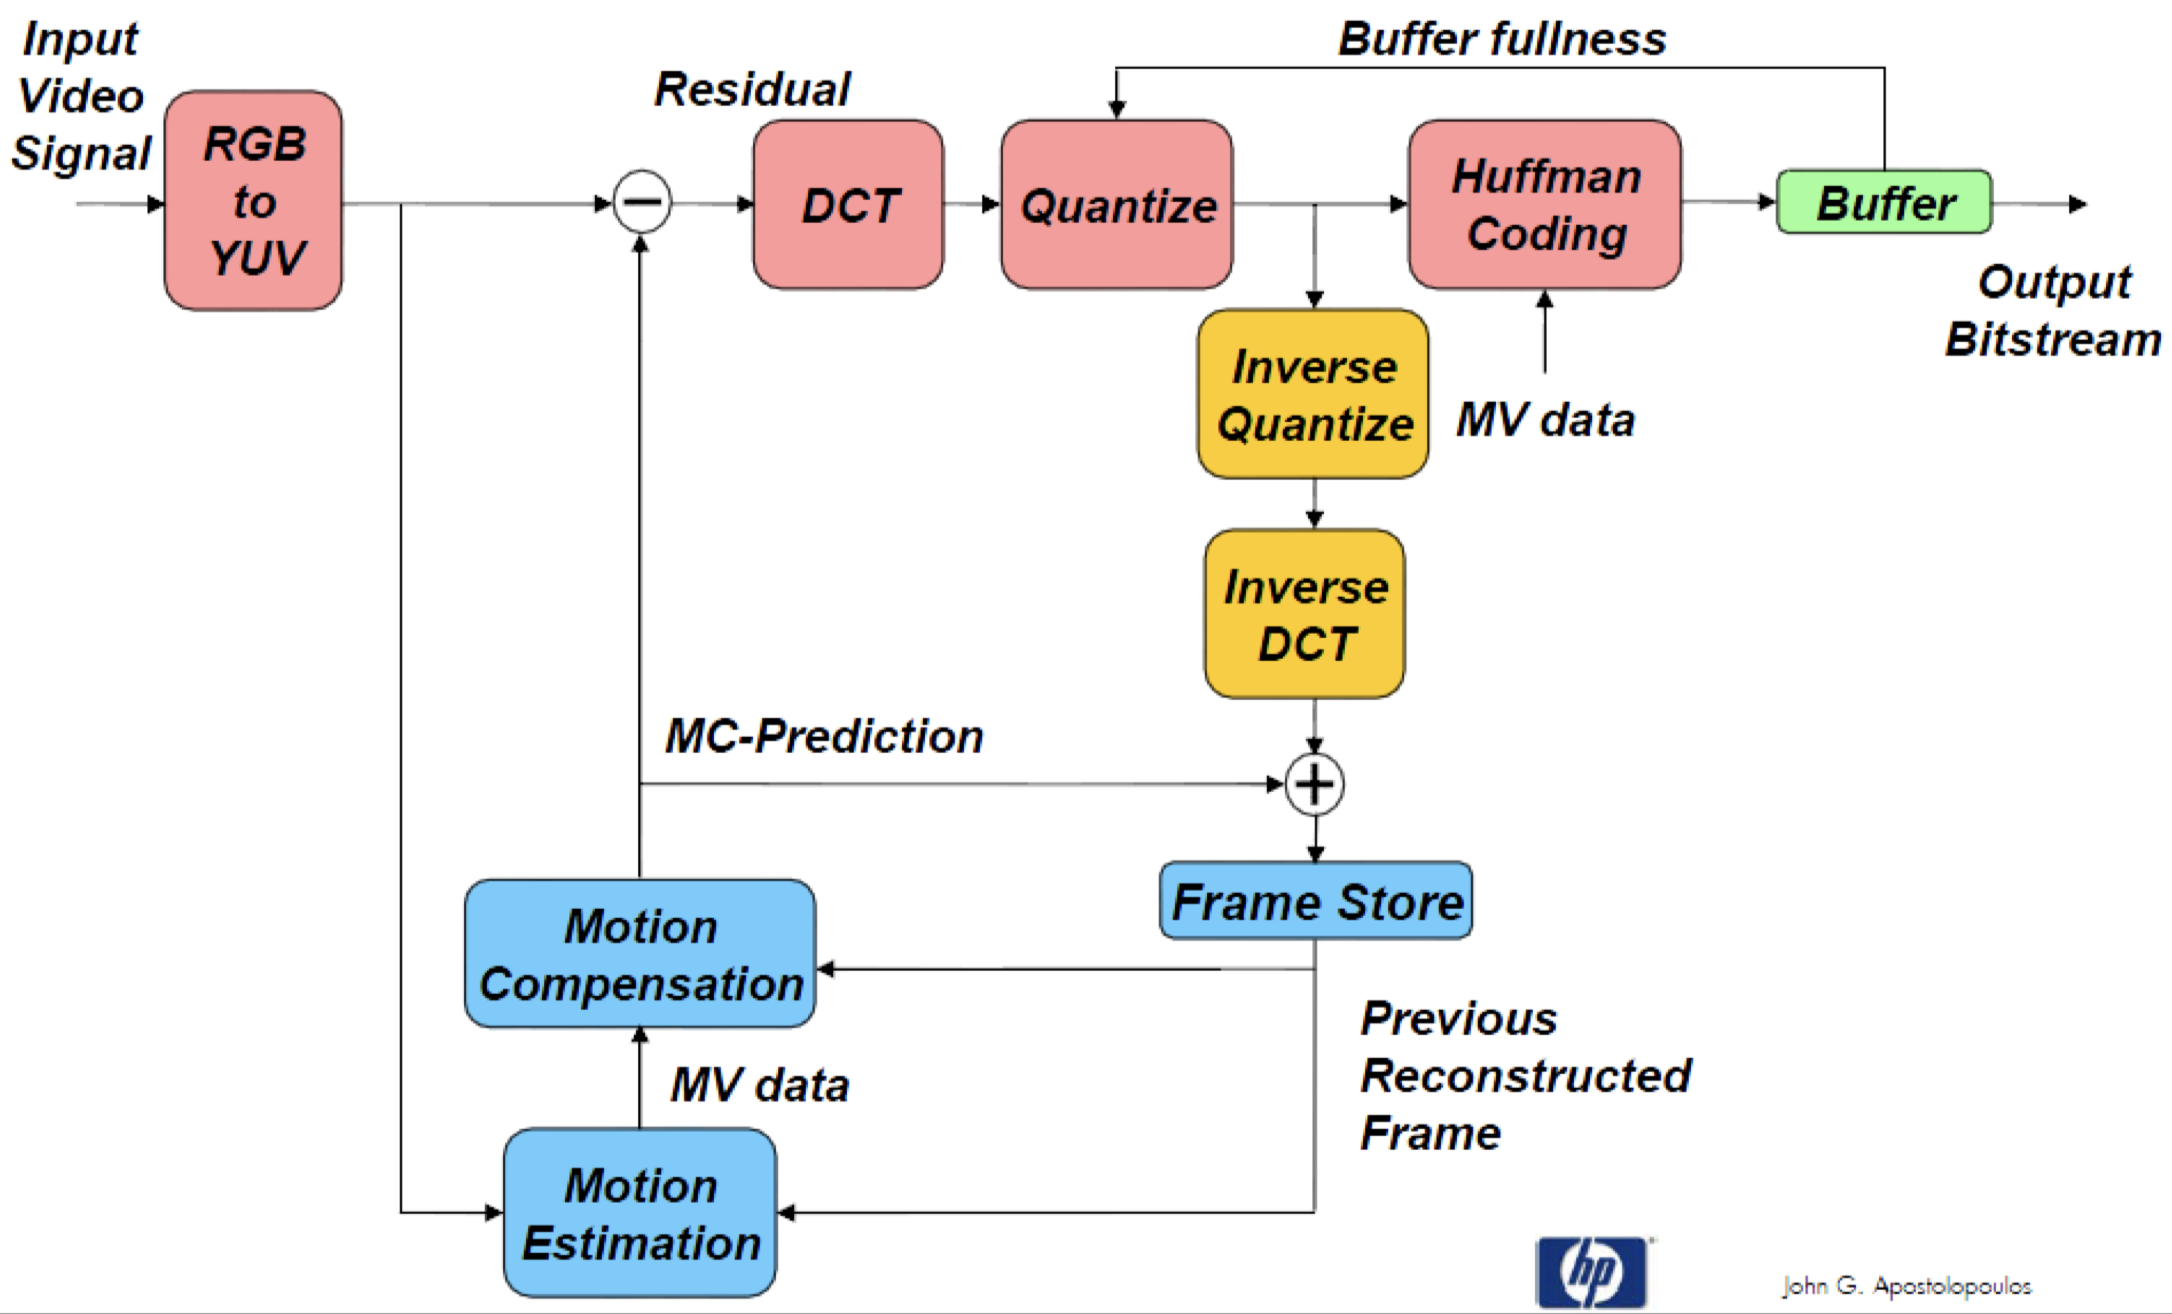 Input
Video
Signal
RGB
to
YUV
Residual
DCT
Quantize
Buffer fullness
Huffman
Coding
Buffer
Output
Bitstream
Inverse
Quantize
MV data
Inverse
DCT
MC-Prediction
Frame Store
Motion
Compensation
Previous
Reconstructed
Frame
MV data
Motion
Estimation
hp
John G. Apostolopoulos